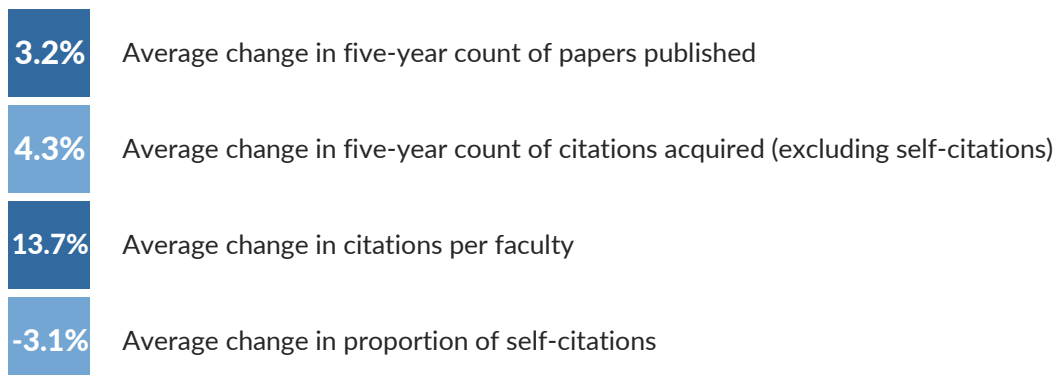 3.2% Average change in five-year count of papers published
4.3% Average change in five-year count of citations acquired (excluding self-citations)
13.7% Average change in citations per faculty
-3.1% Average change in proportion of self-citations